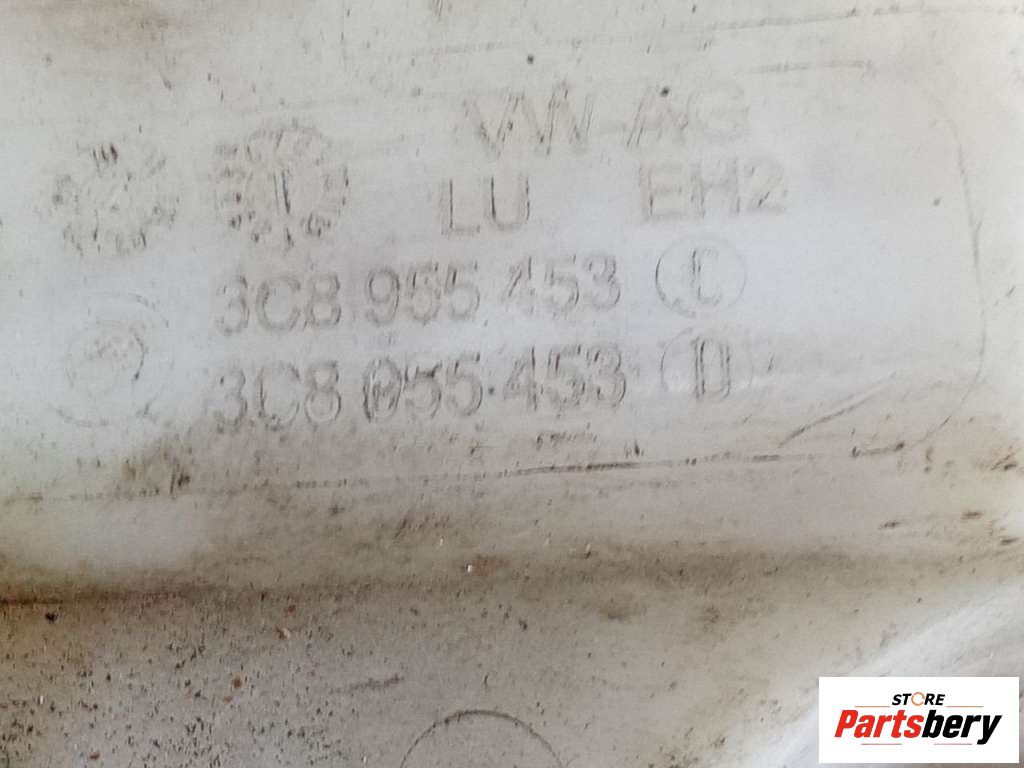 VW AG
LU EH2
3C8 955 453 C
3C8 955 453 D
STORE
Partsbery